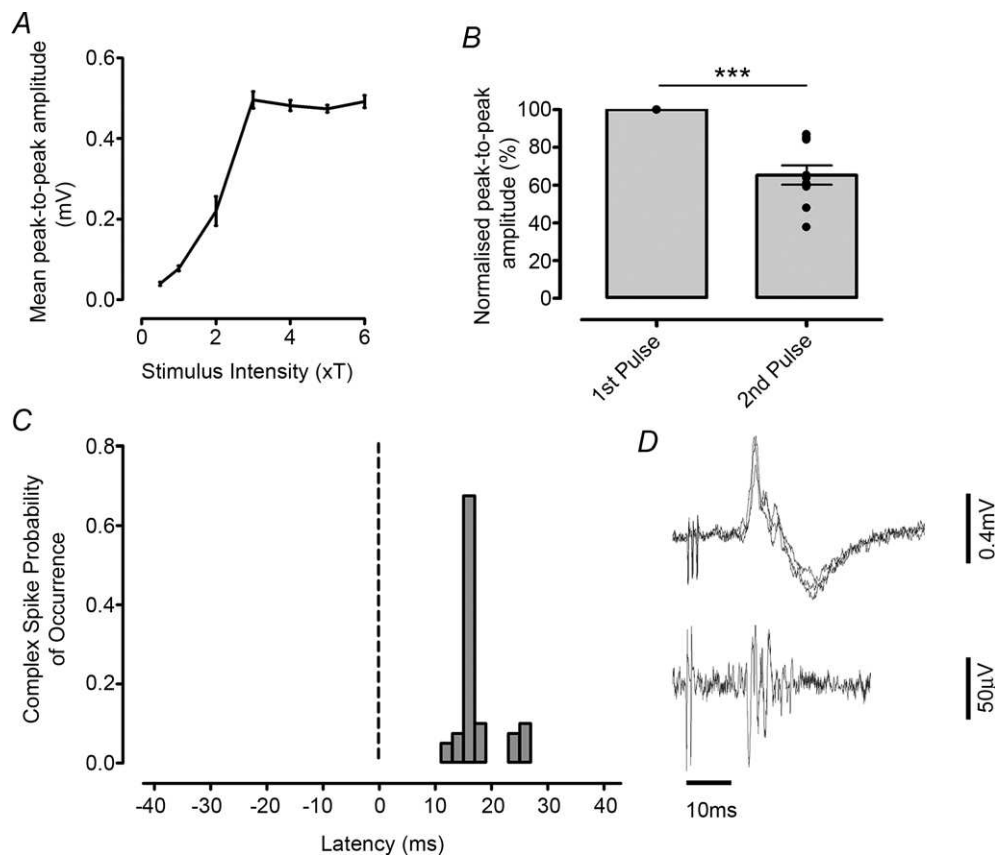 A
Mean peak-to-peak amplitude
(mV)
0.6
0.4
0.2
0.0
0
2
4
6
Stimulus Intensity (xT)
B
Normalised peak-to-peak
amplitude (%)
***
100
80
60
40
20
0
1st Pulse
2nd Pulse
C
Complex Spike Probability
of Occurrence
0.8
0.6
0.4
0.2
0.0
-40
-30
-20
-10
0
10
20
30
40
Latency (ms)
D
0.4mV
50µV
10ms